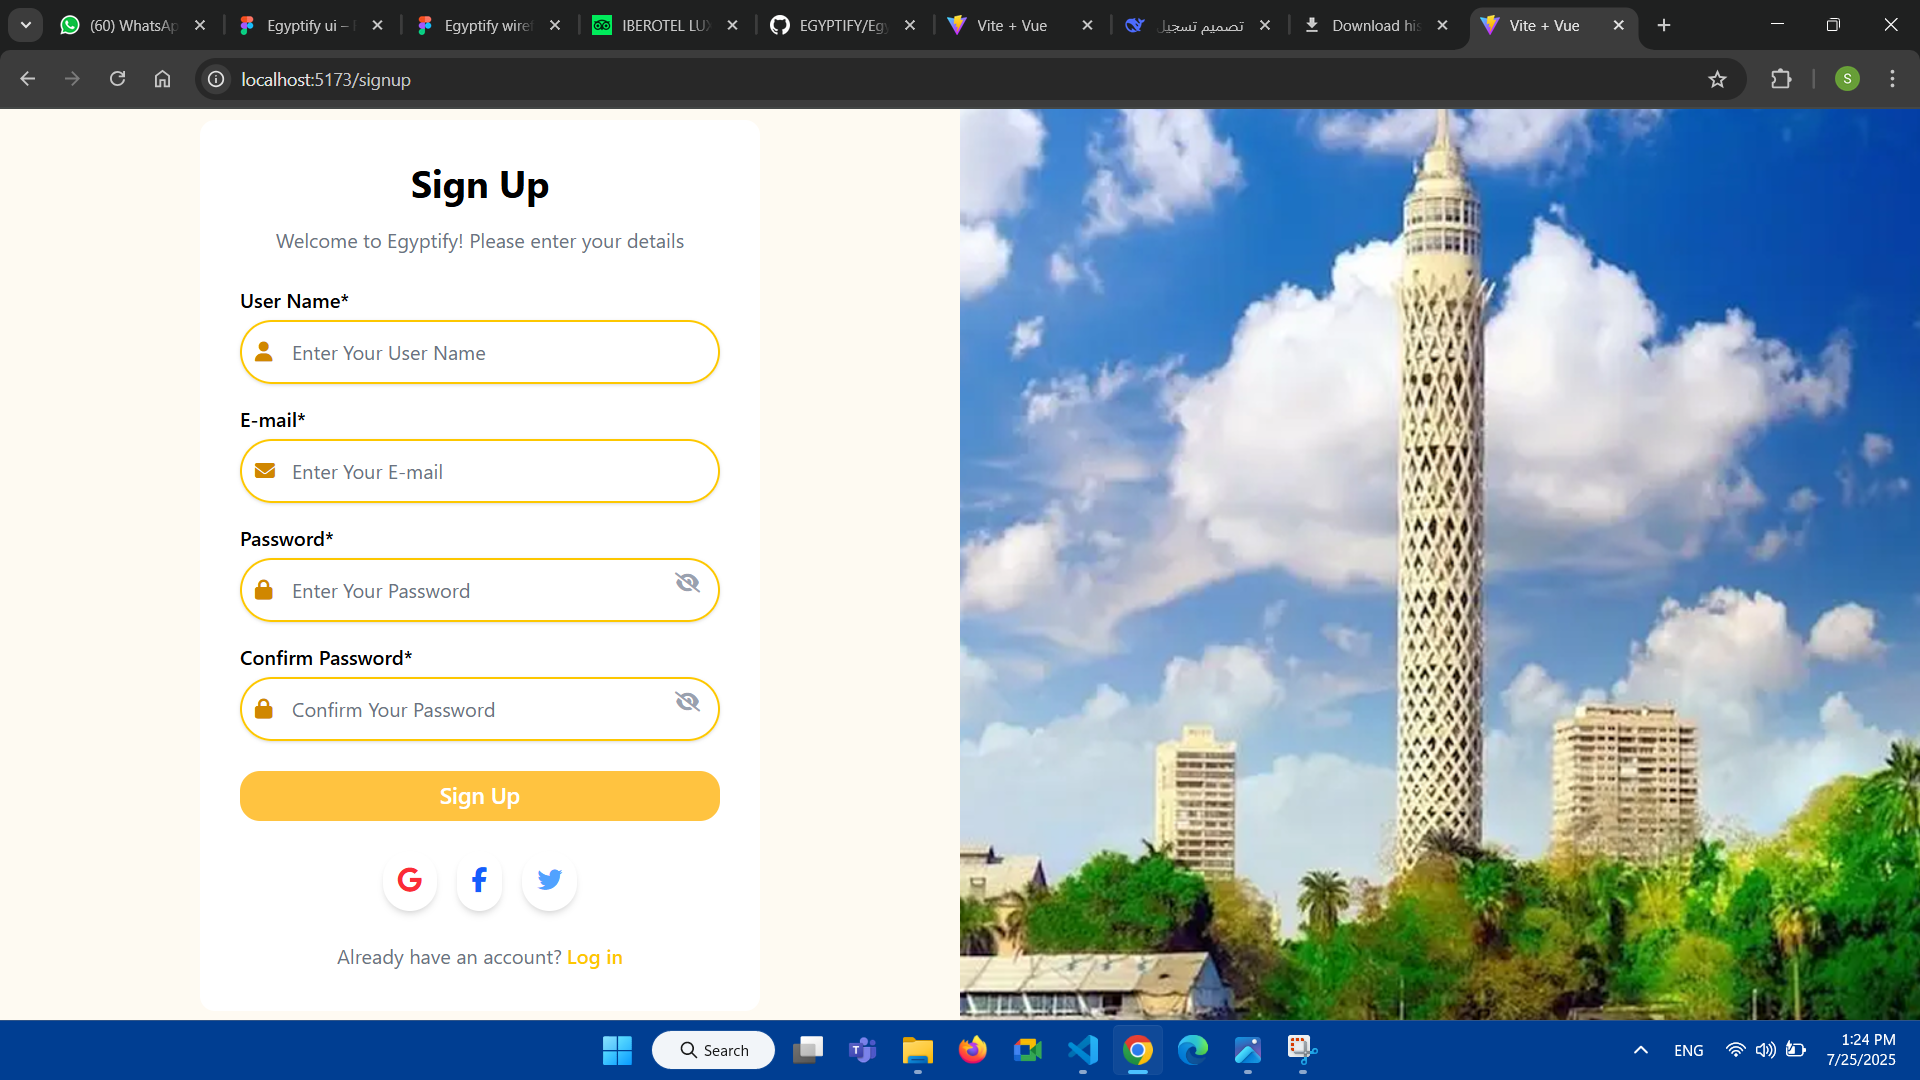 (60) WhatsAp
Egyptify ui – F
Egyptify wiref
IBEROTEL LUX
EGYPTIFY/Egy
Vite + Vue
تصميم تسجيل
Download his
Vite + Vue
localhost:5173/signup
S
Sign Up
Welcome to Egyptify! Please enter your details
User Name*
Enter Your User Name
E-mail*
Enter Your E-mail
Password*
Enter Your Password
Confirm Password*
Confirm Your Password
Sign Up
Already have an account? Log in
Search
ENG
1:24 PM
7/25/2025